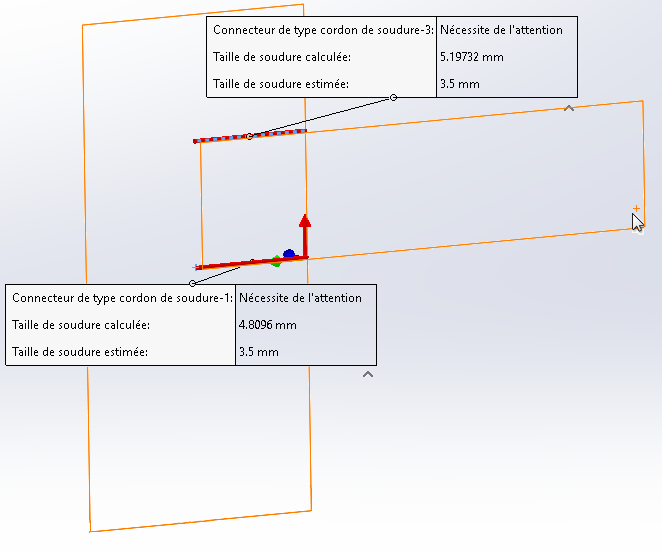 Connecteur de type cordon de soudure-3: Nécessite de l'attention
Taille de soudure calculée: 5.19732 mm
Taille de soudure estimée: 3.5 mm
Connecteur de type cordon de soudure-1: Nécessite de l'attention
Taille de soudure calculée: 4.8096 mm
Taille de soudure estimée: 3.5 mm